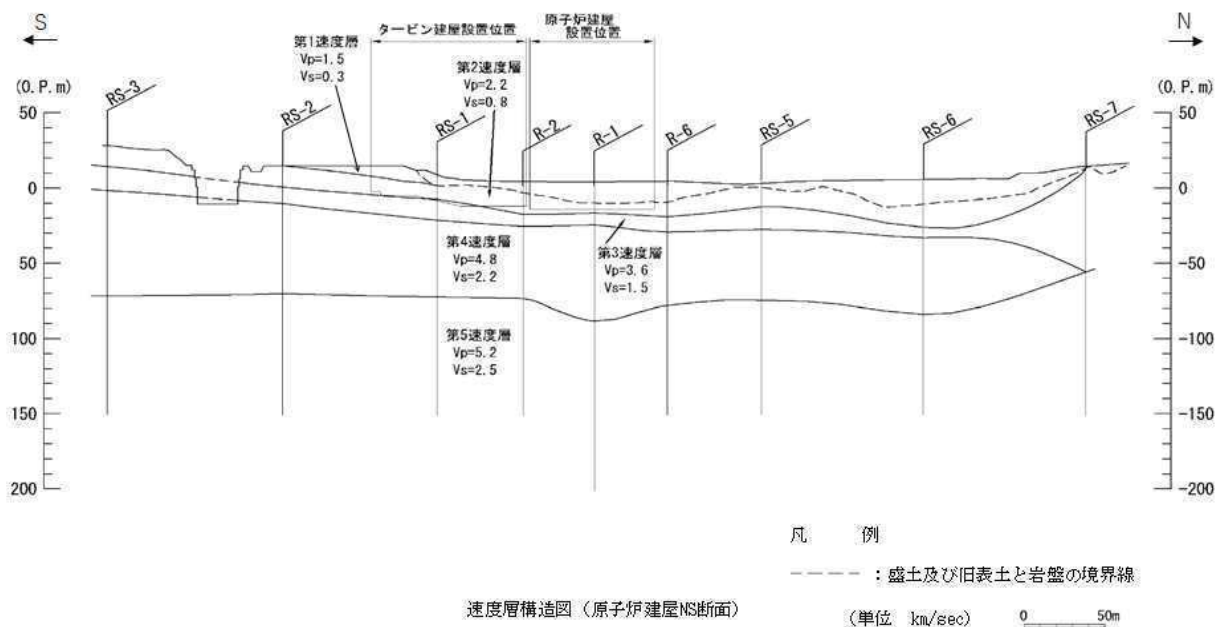 S
N
タービン建屋設置位置
原子炉建屋
設置位置
第1速度層
Vp=1.5
Vs=0.3
第2速度層
Vp=2.2
Vs=0.8
(O.P.m)
(O.P.m)
RS-3
RS-2
RS-1
R-2
R-1
R-6
RS-5
RS-6
RS-7
50
0
50
100
150
200
50
0
-50
-100
-150
-200
第4速度層
Vp=4.8
Vs=2.2
第3速度層
Vp=3.6
Vs=1.5
第5速度層
Vp=5.2
Vs=2.5
凡 例
:盛土及び旧表土と岩盤の境界線
速度層構造図(原子炉建屋NS断面)
(単位 km/sec)
0 50m